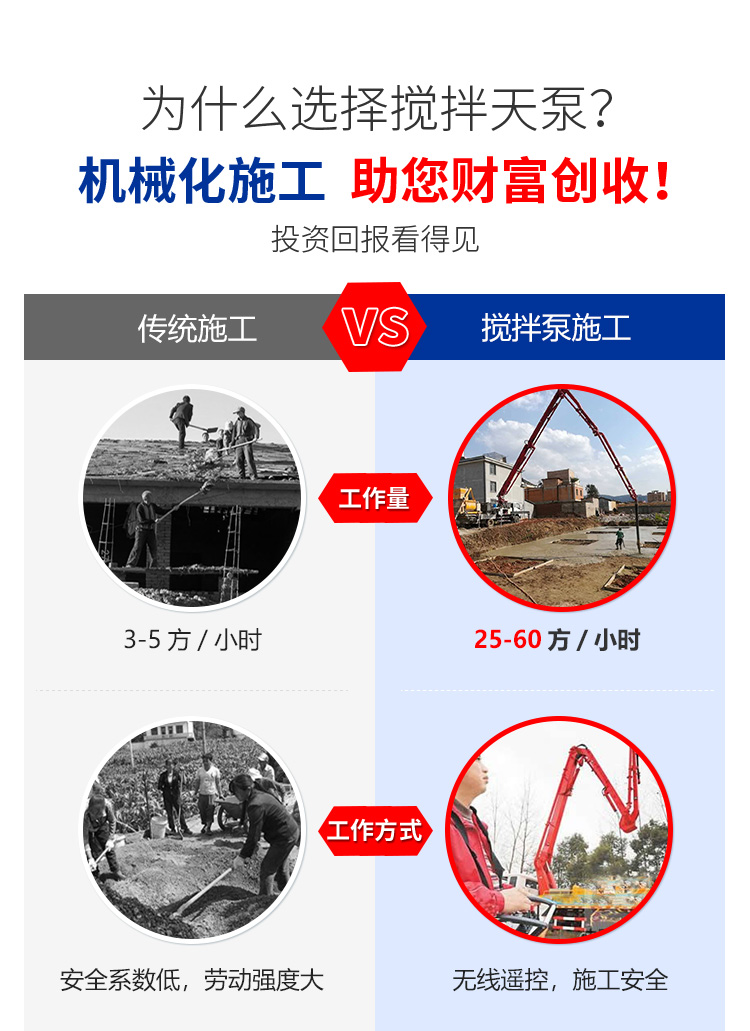 为什么选择搅拌天泵？
机械化施工 助您财富创收！
投资回报看得见
传统施工 VS 搅拌泵施工
工作量
3-5 方 / 小时 25-60 方 / 小时
工作方式
安全系数低，劳动强度大 无线遥控，施工安全